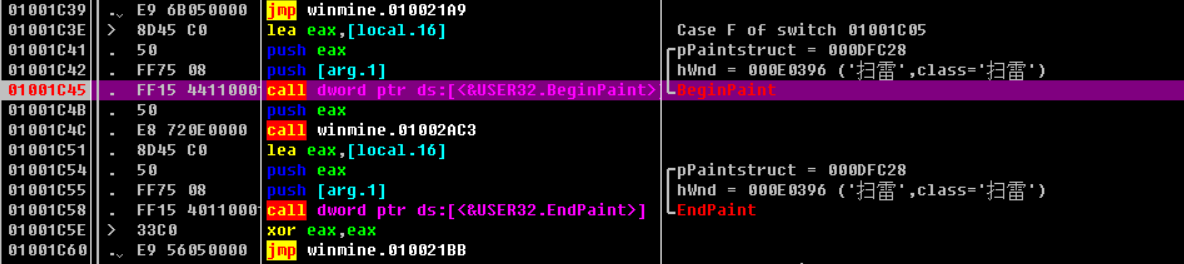 01001C39 . E9 6B050000 jmp winmine.010021A9
01001C3E > 8D45 C0 lea eax,[local.16] Case F of switch 01001C05
01001C41 . 50 push eax pPaintstruct = 000DFC28
01001C42 . FF75 08 push [arg.1] hWnd = 000E0396 ('扫雷',class='扫雷')
01001C45 . FF15 44110001 call dword ptr ds:[<&USER32.BeginPaint> BeginPaint
01001C4B . 50 push eax
01001C4C . E8 720E0000 call winmine.01002AC3
01001C51 . 8D45 C0 lea eax,[local.16]
01001C54 . 50 push eax pPaintstruct = 000DFC28
01001C55 . FF75 08 push [arg.1] hWnd = 000E0396 ('扫雷',class='扫雷')
01001C58 . FF15 40110001 call dword ptr ds:[<&USER32.EndPaint>] EndPaint
01001C5E > 33C0 xor eax,eax
01001C60 . E9 56050000 jmp winmine.010021BB